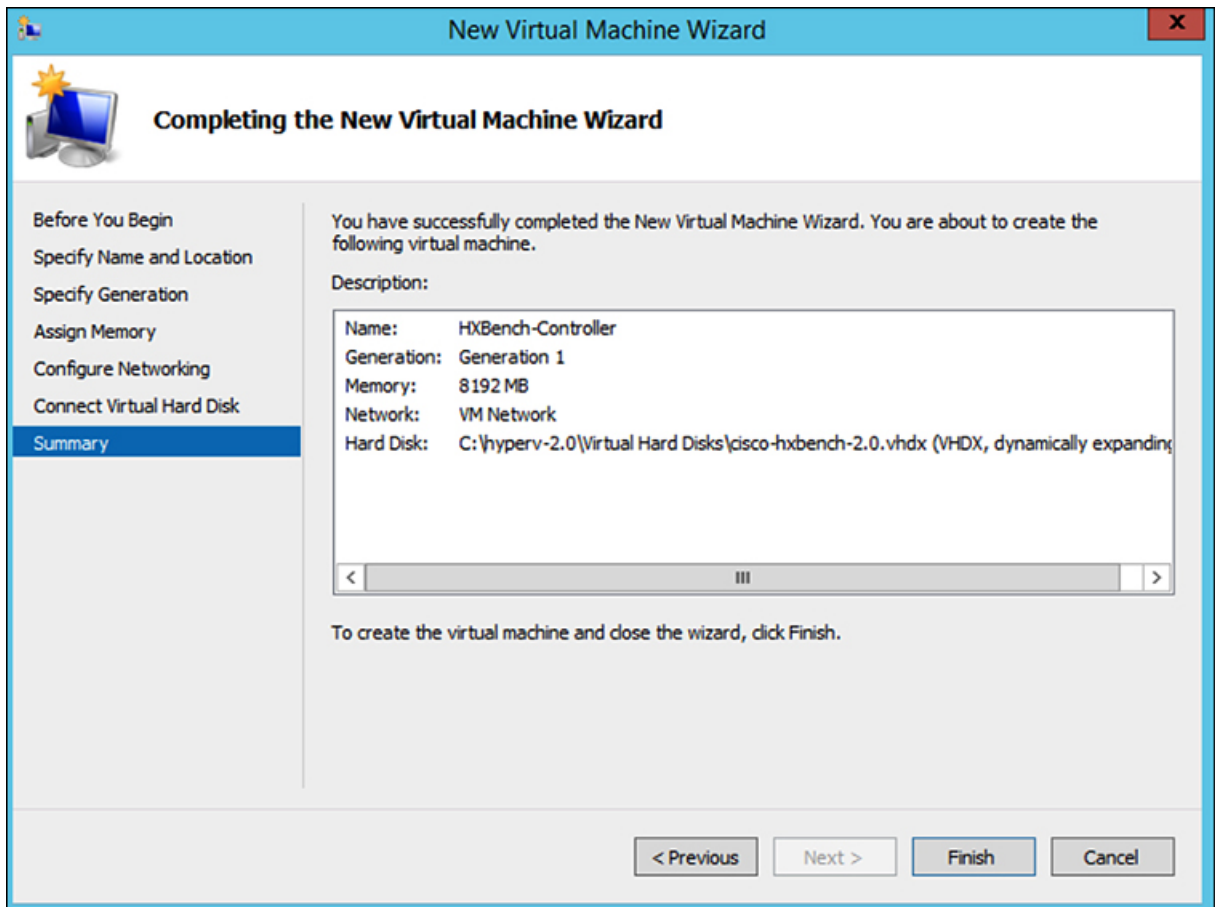 New Virtual Machine Wizard
X
Completing the New Virtual Machine Wizard
Before You Begin
Specify Name and Location
Specify Generation
Assign Memory
Configure Networking
Connect Virtual Hard Disk
Summary
You have successfully completed the New Virtual Machine Wizard. You are about to create the
following virtual machine.
Description:
Name: HXBench-Controller
Generation: Generation 1
Memory: 8192 MB
Network: VM Network
Hard Disk: C:\hyperv-2.0\Virtual Hard Disks\cisco-hxbench-2.0.vhdx (VHDX, dynamically expanding
To create the virtual machine and close the wizard, click Finish.
< Previous
Next >
Finish
Cancel